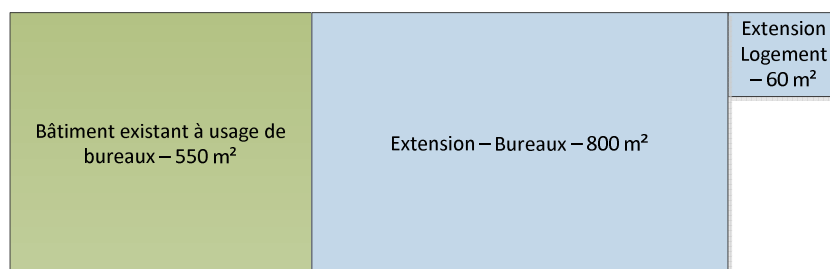 Bâtiment existant à usage de
bureaux – 550 m²
Extension – Bureaux – 800 m²
Extension
Logement
– 60 m²